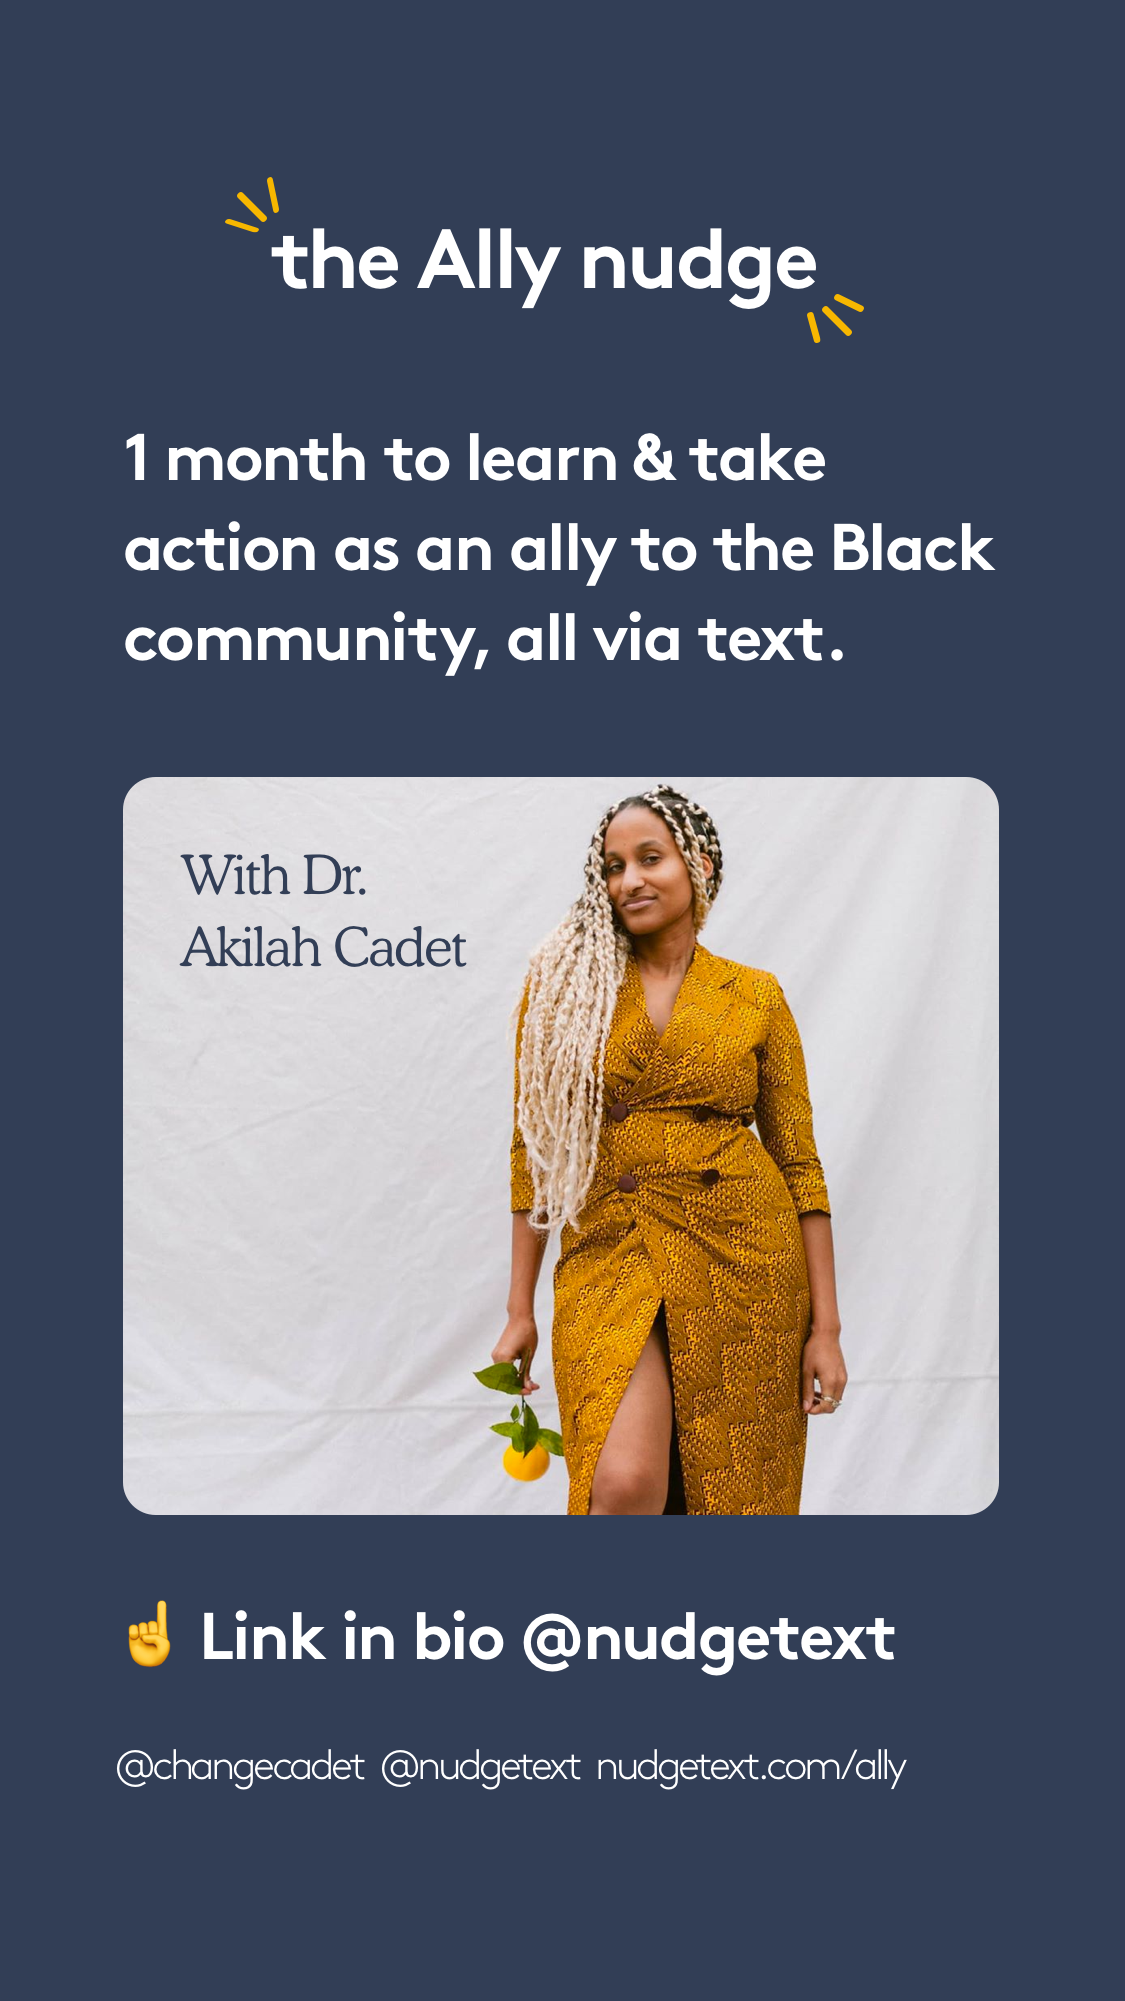 the Ally nudge
1 month to learn & take
action as an ally to the Black
community, all via text.
With Dr.
Akilah Cadet
☝️ Link in bio @nudgetext
@changecadet @nudgetext nudgetext.com/ally